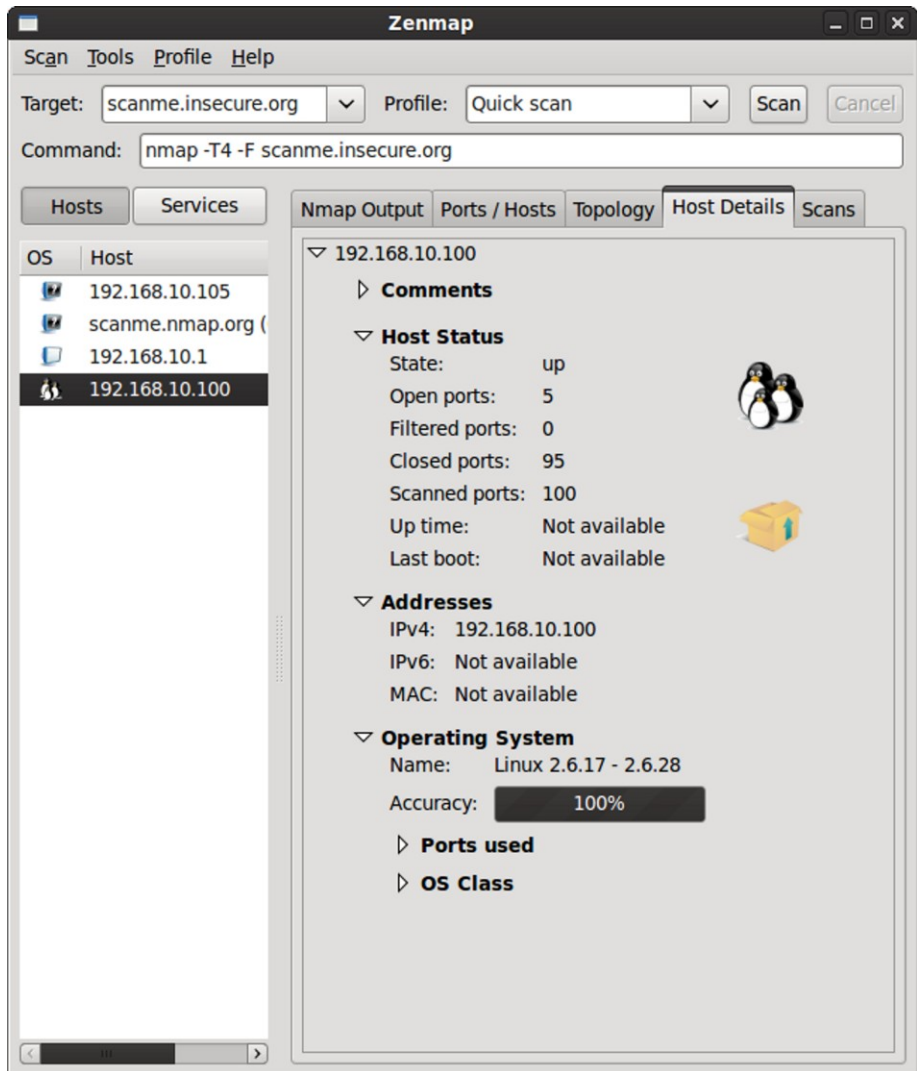 Zenmap
Scan Tools Profile Help
Target: scanme.insecure.org Profile: Quick scan Scan Cancel
Command: nmap -T4 -F scanme.insecure.org
Hosts Services
Nmap Output Ports / Hosts Topology Host Details Scans
OS Host
192.168.10.105
scanme.nmap.org (
192.168.10.1
192.168.10.100
192.168.10.100
Comments
Host Status
State: up
Open ports: 5
Filtered ports: 0
Closed ports: 95
Scanned ports: 100
Up time: Not available
Last boot: Not available
Addresses
IPv4: 192.168.10.100
IPv6: Not available
MAC: Not available
Operating System
Name: Linux 2.6.17 - 2.6.28
Accuracy: 100%
Ports used
OS Class